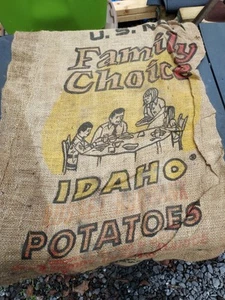 U.S. N
Family
Choice
IDAHO®
POTATOES